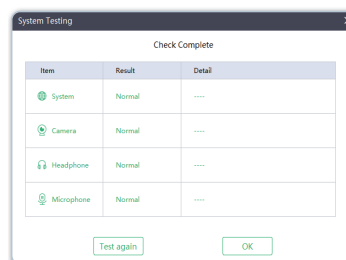 System Testing
Check Complete
Item Result Detail
System Normal ----
Camera Normal ----
Headphone Normal ----
Microphone Normal ----
Test again OK